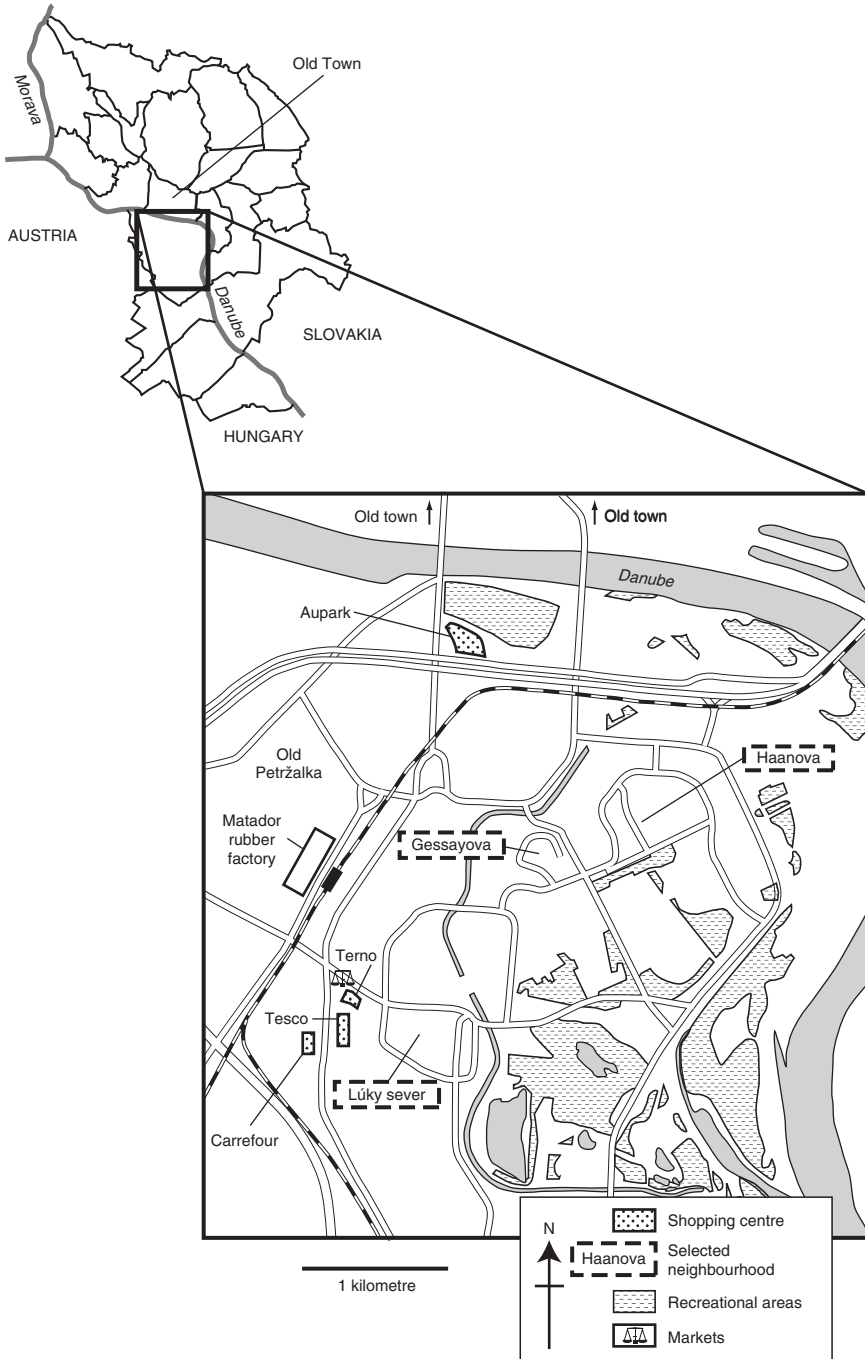 Old Town
Morava
AUSTRIA
Danube
SLOVAKIA
HUNGARY
Old town
Old town
Danube
Aupark
Old
Petržalka
Haanova
Matador
rubber
factory
Gessayova
Terno
Tesco
Lúky sever
Carrefour
1 kilometre
N
Shopping centre
Haanova
Selected
neighbourhood
Recreational areas
Markets